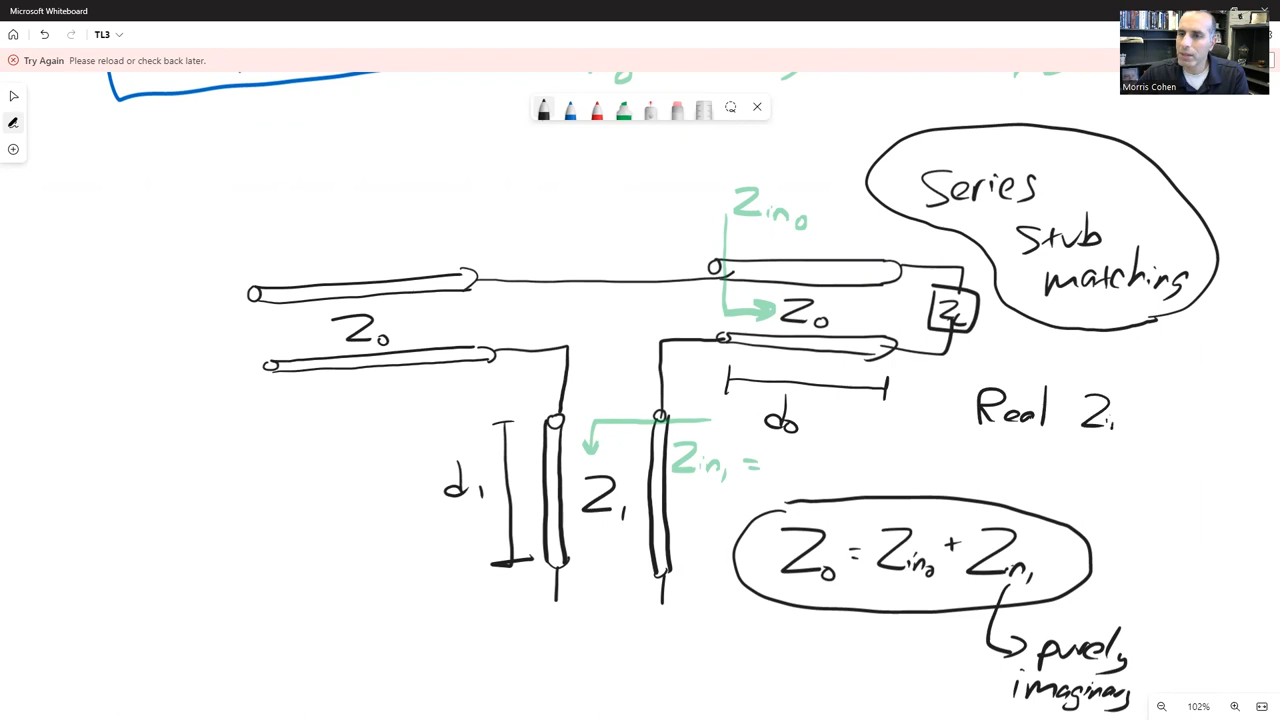 Microsoft Whiteboard
TL3
Try Again Please reload or check back later.
Morris Cohen
Series
stub
matching
Zin₀
Z₀
Z₀
ZL
d₀
Real Zi
Zin₁ =
d₁
Z₁
Z₀ = Zin₀ + Zin₁
purely
imaginary
102%